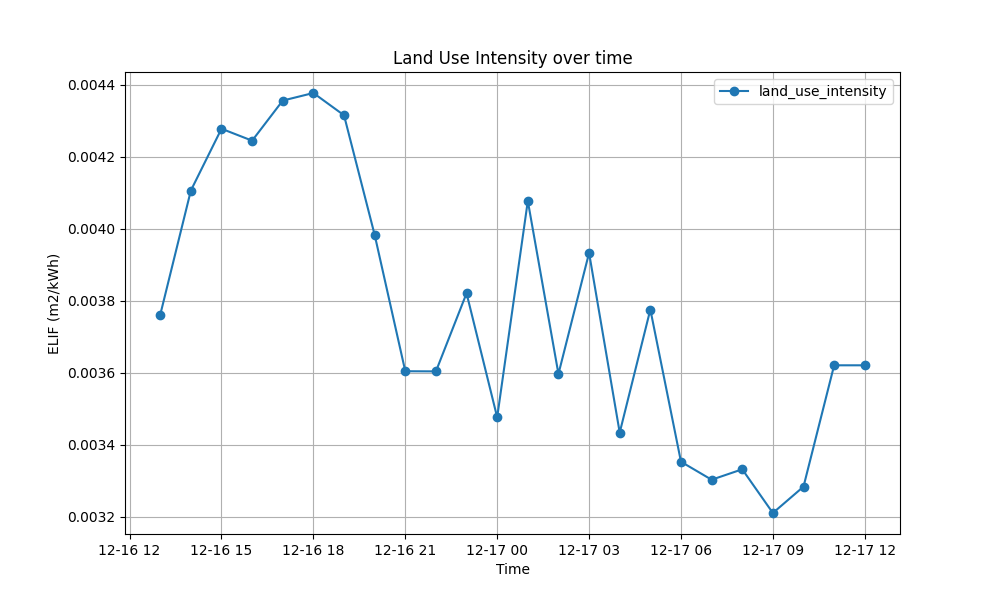 Land Use Intensity over time
land_use_intensity
ELIF (m2/kWh)
0.0044
0.0042
0.0040
0.0038
0.0036
0.0034
0.0032
12-16 12 12-16 15 12-16 18 12-16 21 12-17 00 12-17 03 12-17 06 12-17 09 12-17 12
Time